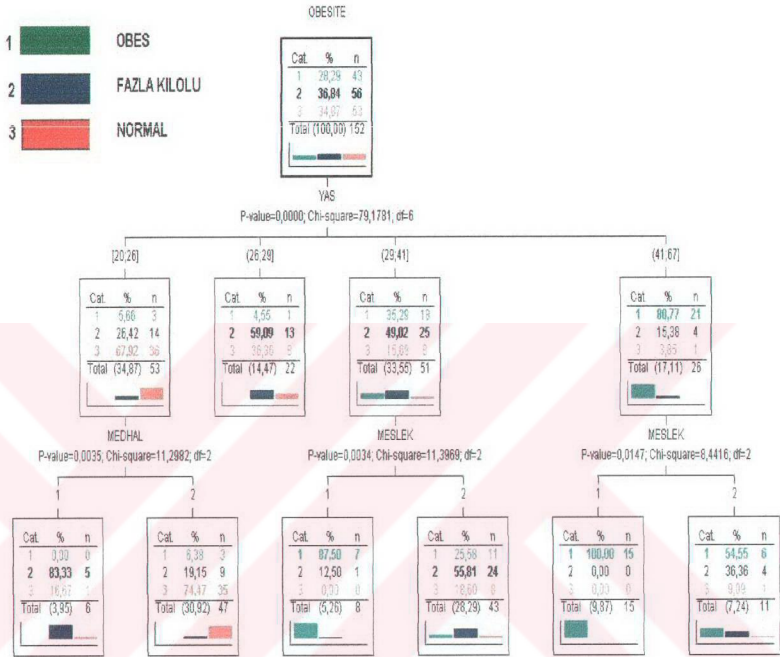 OBESITE
1 OBES
2 FAZLA KILOLU
3 NORMAL
Cat. % n
1 28,29 43
2 36,84 56
3 34,87 53
Total (100,00) 152
YAS
P-value=0,0000; Chi-square=79,1781; df=6
[20;26] (26;29] (29;41] (41;67]
Cat. % n
1 5,66 3
2 26,42 14
3 67,92 36
Total (34,87) 53
Cat. % n
1 4,55 1
2 59,09 13
3 36,36 8
Total (14,47) 22
Cat. % n
1 35,29 18
2 49,02 25
3 15,69 8
Total (33,55) 51
Cat. % n
1 80,77 21
2 15,38 4
3 3,85 1
Total (17,11) 26
MEDHAL
P-value=0,0035; Chi-square=11,2982; df=2
MESLEK
P-value=0,0034; Chi-square=11,3969; df=2
MESLEK
P-value=0,0147; Chi-square=8,4416; df=2
1 2 1 2 1 2
Cat. % n
1 0,00 0
2 83,33 5
3 16,67 1
Total (3,95) 6
Cat. % n
1 6,38 3
2 19,15 9
3 74,47 35
Total (30,92) 47
Cat. % n
1 87,50 7
2 12,50 1
3 0,00 0
Total (5,26) 8
Cat. % n
1 25,58 11
2 55,81 24
3 18,60 8
Total (28,29) 43
Cat. % n
1 100,00 15
2 0,00 0
3 0,00 0
Total (9,87) 15
Cat. % n
1 54,55 6
2 36,36 4
3 9,09 1
Total (7,24) 11